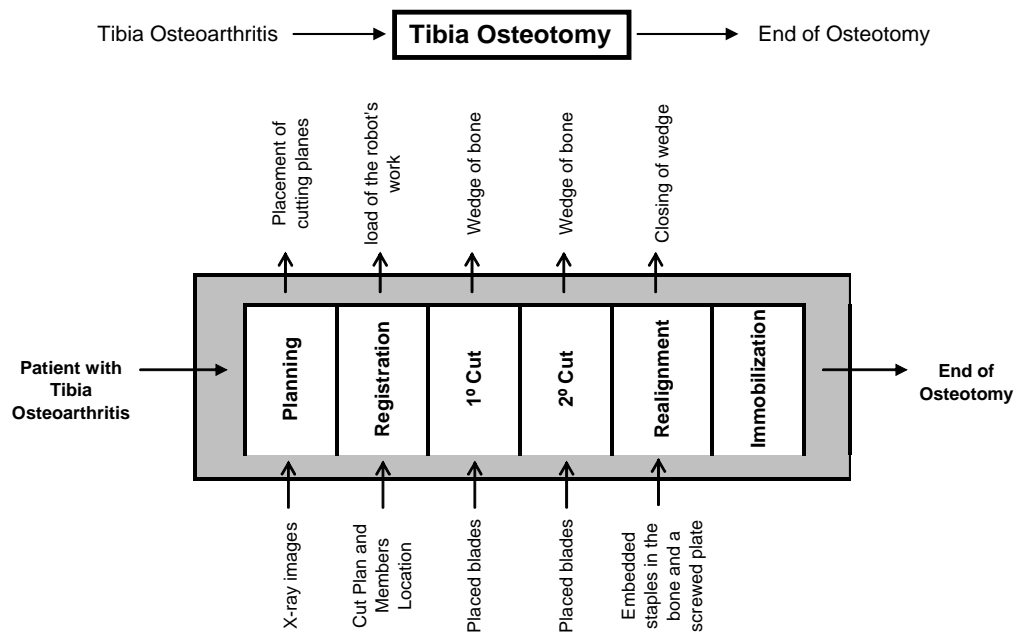 Tibia Osteoarthritis
Tibia Osteotomy
End of Osteotomy
Placement of
cutting planes
load of the robot's
work
Wedge of bone
Wedge of bone
Closing of wedge
Patient with
Tibia
Osteoarthritis
Planning
Registration
1º Cut
2º Cut
Realignment
Immobilization
End of
Osteotomy
X-ray images
Cut Plan and
Members
Location
Placed blades
Placed blades
Embedded
staples in the
bone and a
screwed plate